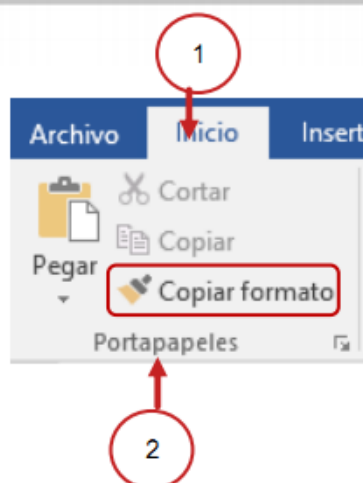 1
Archivo Inicio Insert
Cortar
Copiar
Pegar
Copiar formato
Portapapeles
2